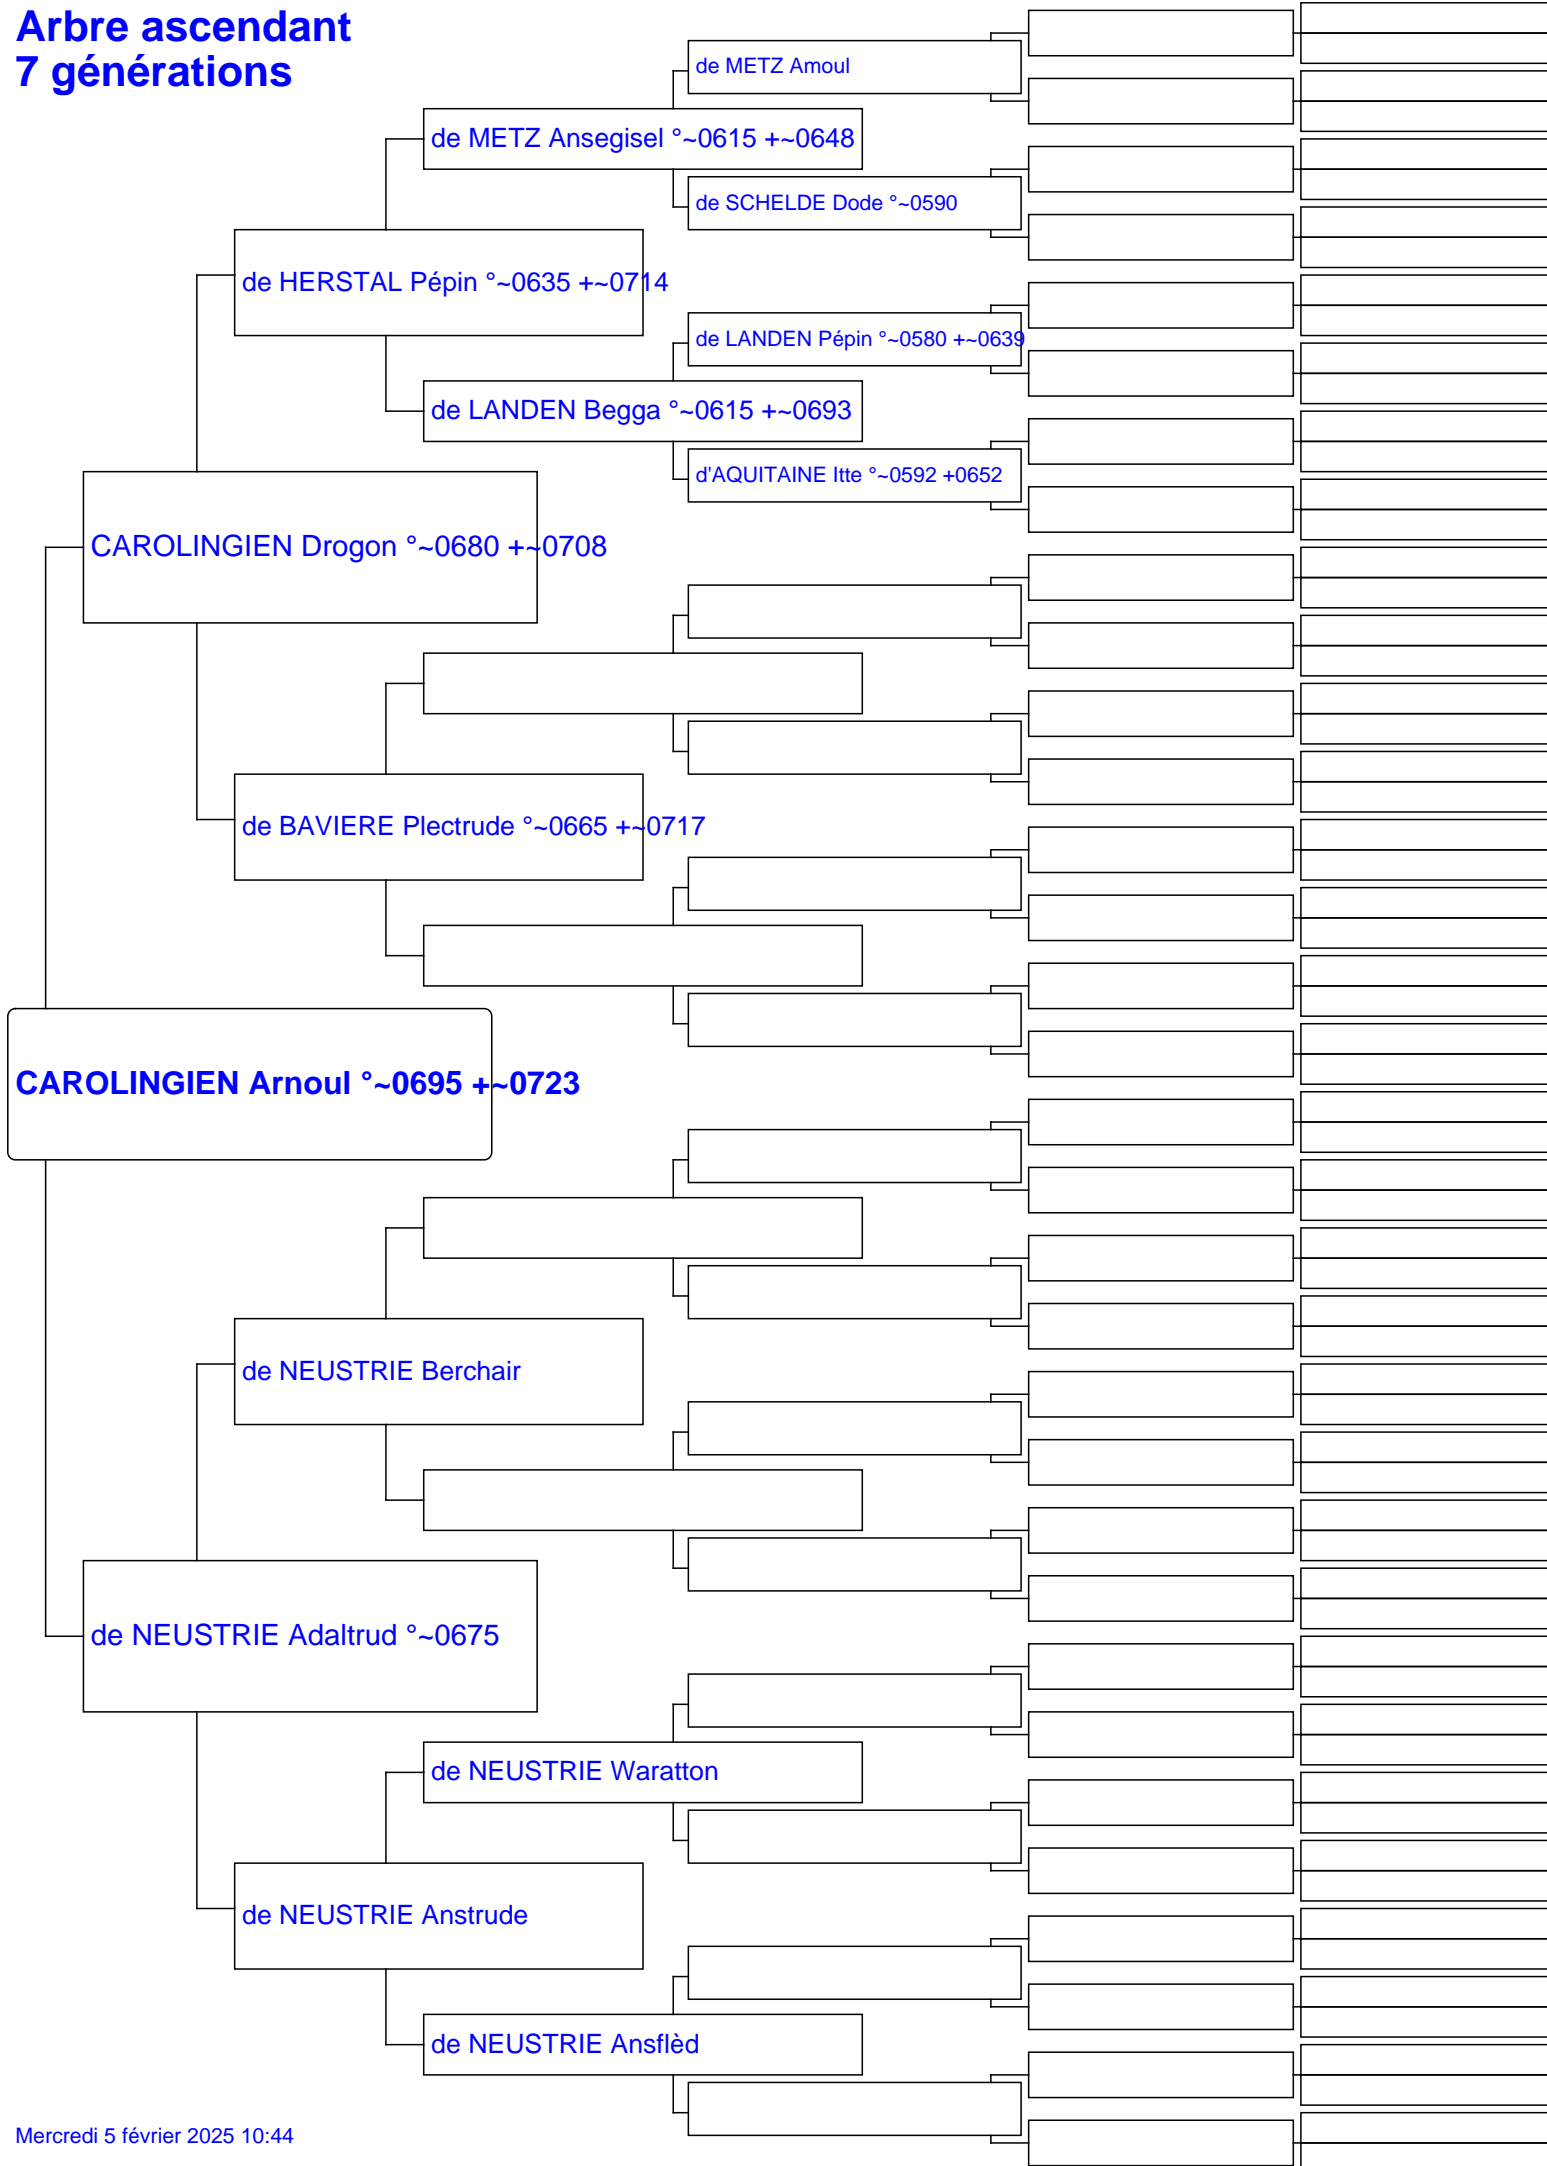 Arbre ascendant
7 générations
de METZ Amoul
de METZ Ansegisel °~0615 +~0648
de SCHELDE Dode °~0590
de HERSTAL Pépin °~0635 +~0714
de LANDEN Pépin °~0580 +~0639
de LANDEN Begga °~0615 +~0693
d'AQUITAINE Itte °~0592 +0652
CAROLINGIEN Drogon °~0680 +~0708
de BAVIERE Plectrude °~0665 +~0717
CAROLINGIEN Arnoul °~0695 +~0723
de NEUSTRIE Berchair
de NEUSTRIE Adaltrud °~0675
de NEUSTRIE Waratton
de NEUSTRIE Anstrude
de NEUSTRIE Ansflèd
Mercredi 5 février 2025 10:44